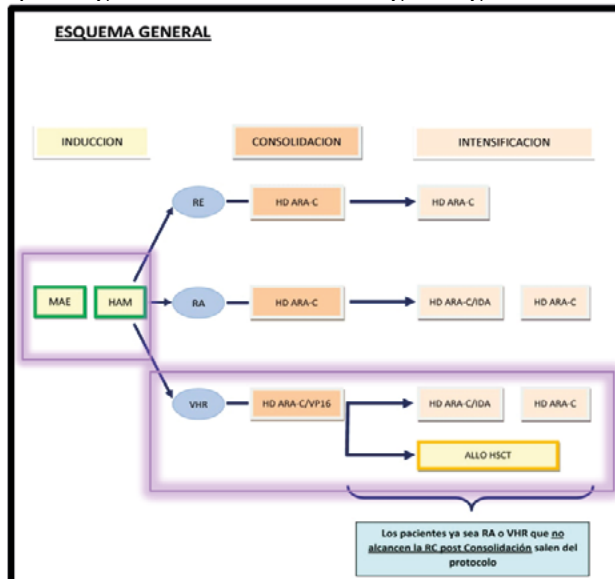 ESQUEMA GENERAL
INDUCCION
CONSOLIDACION
INTENSIFICACION
RE
HD ARA-C
HD ARA-C
MAE
HAM
RA
HD ARA-C
HD ARA-C/IDA
HD ARA-C
VHR
HD ARA-C/VP16
HD ARA-C/IDA
HD ARA-C
ALLO HSCT
Los pacientes ya sea RA o VHR que no
alcancen la RC post Consolidación salen del
protocolo